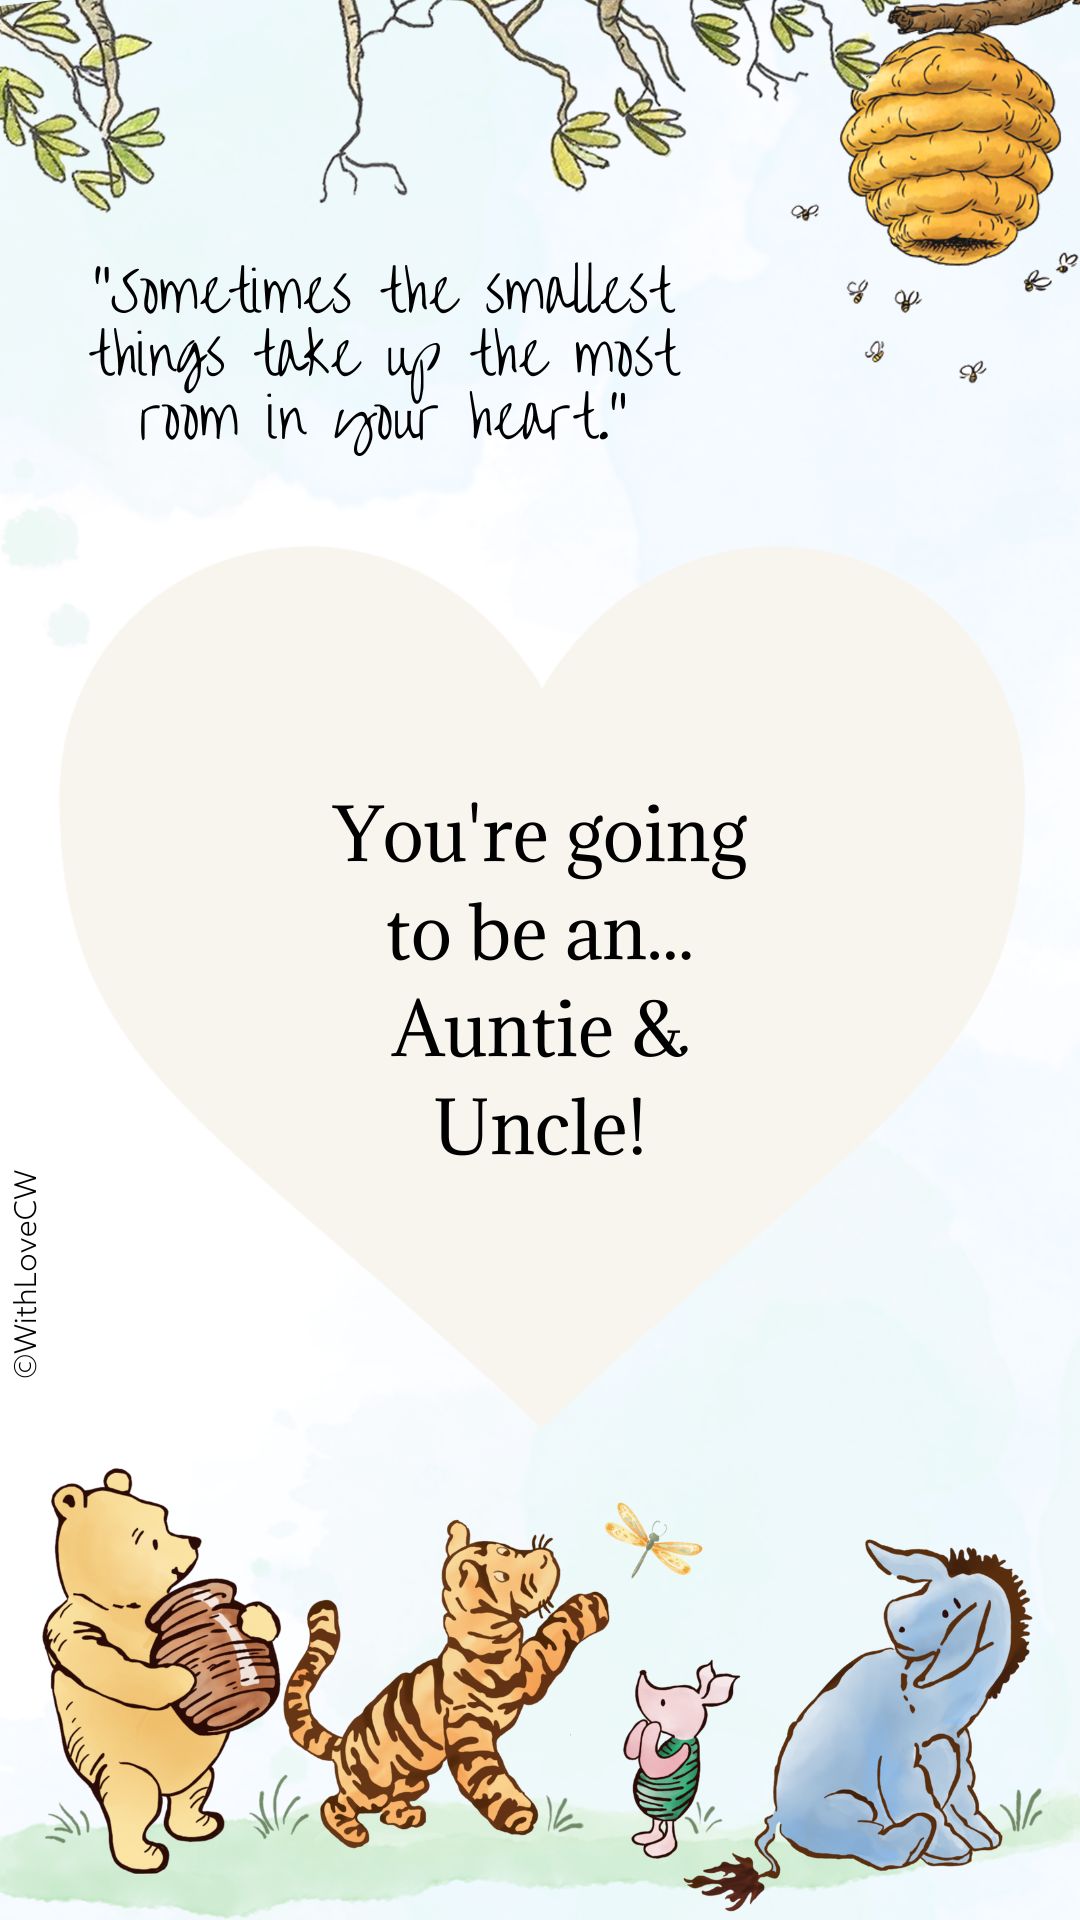 "Sometimes the smallest
things take up the most
room in your heart."
You're going
to be an...
Auntie &
Uncle!
©WithLoveCW